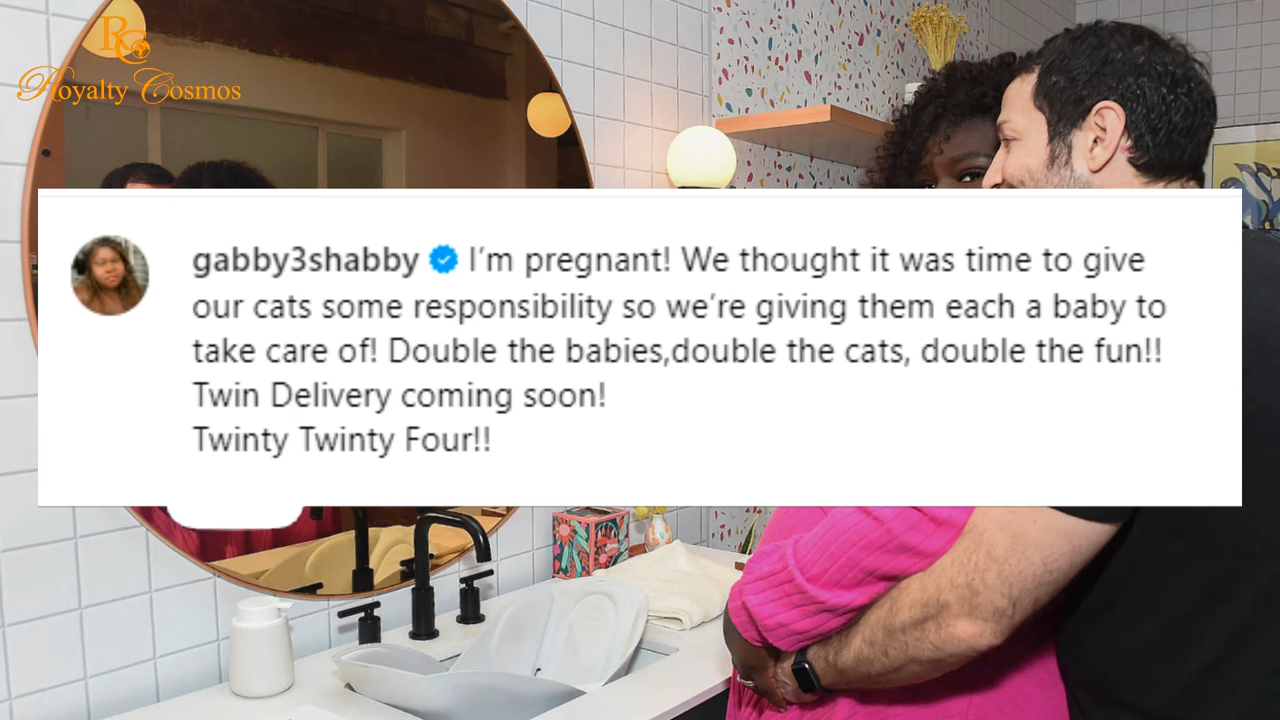 RC
Royalty Cosmos
gabby3shabby I'm pregnant! We thought it was time to give
our cats some responsibility so we're giving them each a baby to
take care of! Double the babies,double the cats, double the fun!!
Twin Delivery coming soon!
Twinty Twinty Four!!